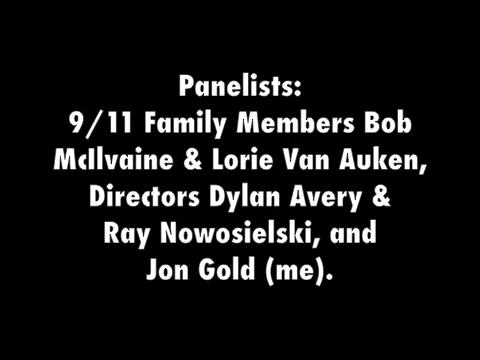 Panelists:
9/11 Family Members Bob
McIlvaine & Lorie Van Auken,
Directors Dylan Avery &
Ray Nowosielski, and
Jon Gold (me).